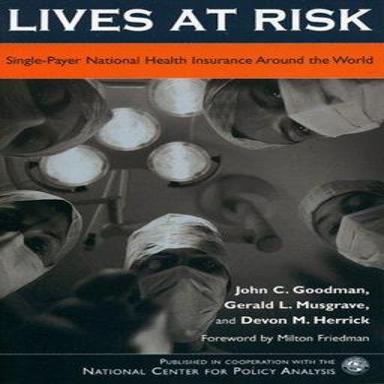 LIVES AT RISK
Single-Payer National Health Insurance Around the World
John C. Goodman,
Gerald L. Musgrave,
and Devon M. Herrick
Foreword by Milton Friedman
PUBLISHED IN COOPERATION WITH THE
NATIONAL CENTER FOR POLICY ANALYSIS